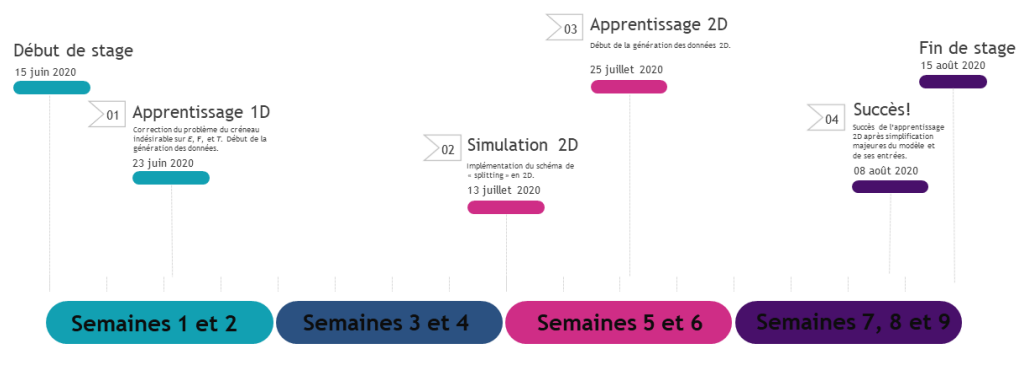 Début de stage
15 juin 2020
01
Apprentissage 1D
Correction du problème du créneau
indésirable sur E, F, et T. Début de la
génération des données.
23 juin 2020
02
Simulation 2D
Implémentation du schéma de
« splitting » en 2D.
13 juillet 2020
03
Apprentissage 2D
Début de la génération des données 2D.
25 juillet 2020
04
Succès!
Succès de l'apprentissage
2D après simplification
majeures du modèle et
de ses entrées.
08 août 2020
Fin de stage
15 août 2020
Semaines 1 et 2
Semaines 3 et 4
Semaines 5 et 6
Semaines 7, 8 et 9